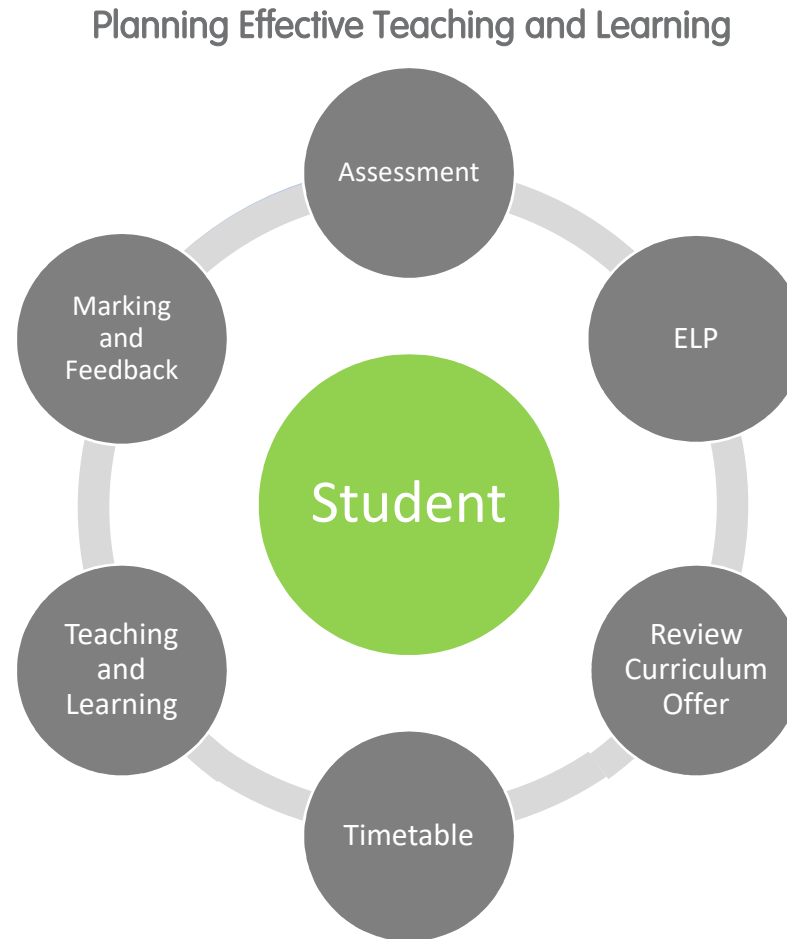 Planning Effective Teaching and Learning
Assessment
ELP
Review
Curriculum
Offer
Timetable
Teaching
and
Learning
Marking
and
Feedback
Student